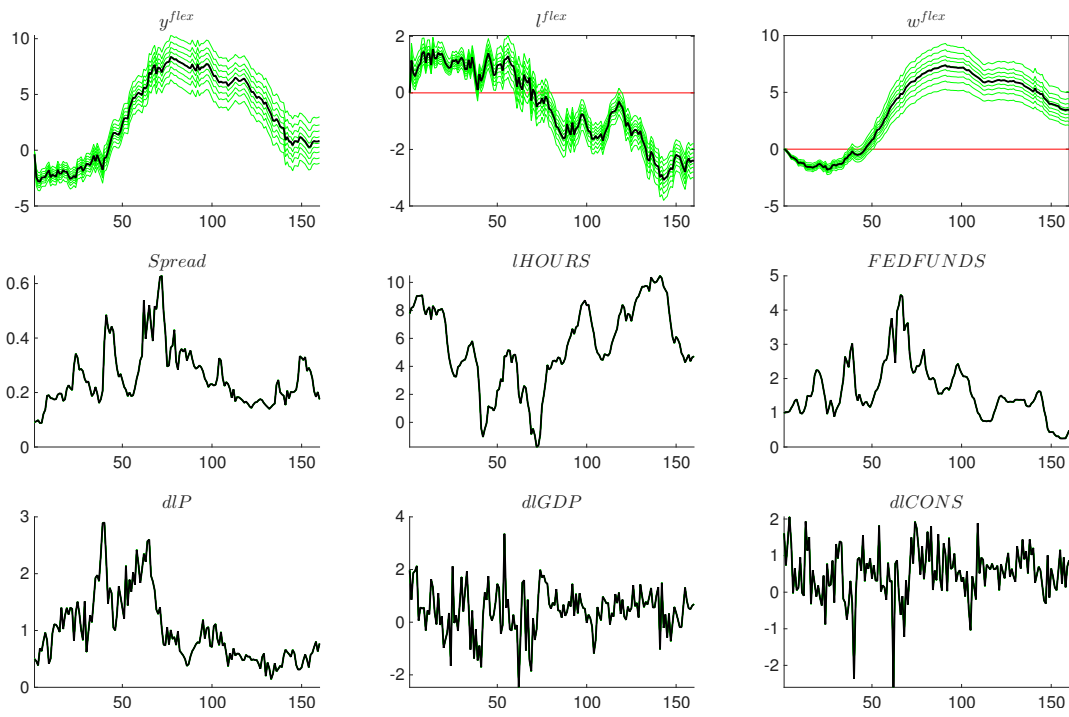 y^{flex} l^{flex} w^{flex}
10 5 0 -5
50 100 150
2 0 -2 -4
50 100 150
10 5 0 -5
50 100 150
Spread lHOURS FEDFUNDS
0.6 0.4 0.2 0
50 100 150
10 8 6 4 2 0
50 100 150
5 4 3 2 1 0
50 100 150
dlP dlGDP dlCONS
3 2 1 0
50 100 150
4 2 0 -2
50 100 150
2 1 0 -1 -2
50 100 150